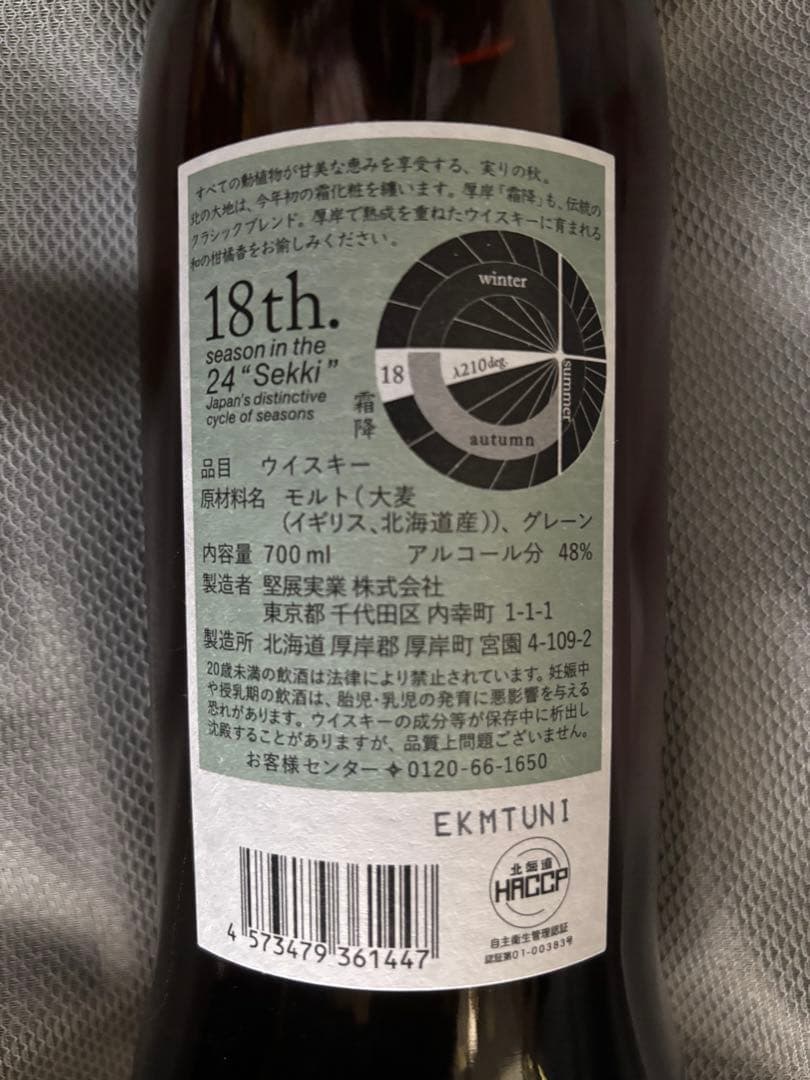 すべての動植物が甘美な恵みを享受する、実りの秋。
北の大地は、今年初の霜化粧を纏います。厚岸「霜降」も、伝統の
クラシックブレンド。厚岸で熟成を重ねたウイスキーに育まれる
和の柑橘香をお愉しみください。
18th.
season in the
24 “Sekki”
Japan's distinctive
cycle of seasons
霜降
winter
summer
18
λ210deg.
autumn
品目 ウイスキー
原材料名 モルト(大麦
(イギリス、北海道産))、グレーン
内容量 700ml アルコール分 48%
製造者 堅展実業 株式会社
東京都 千代田区 内幸町 1-1-1
製造所 北海道 厚岸郡 厚岸町 宮園 4-109-2
20歳未満の飲酒は法律により禁止されています。妊娠中
や授乳期の飲酒は、胎児・乳児の発育に悪影響を与える
恐れがあります。ウイスキーの成分等が保存中に析出し
沈殿することがありますが、品質上問題ございません。
お客様センター✧0120-66-1650
EKMTUNI
北海道
HACCP
自主衛生管理認証
認証第01-00383号
4 573479 361447